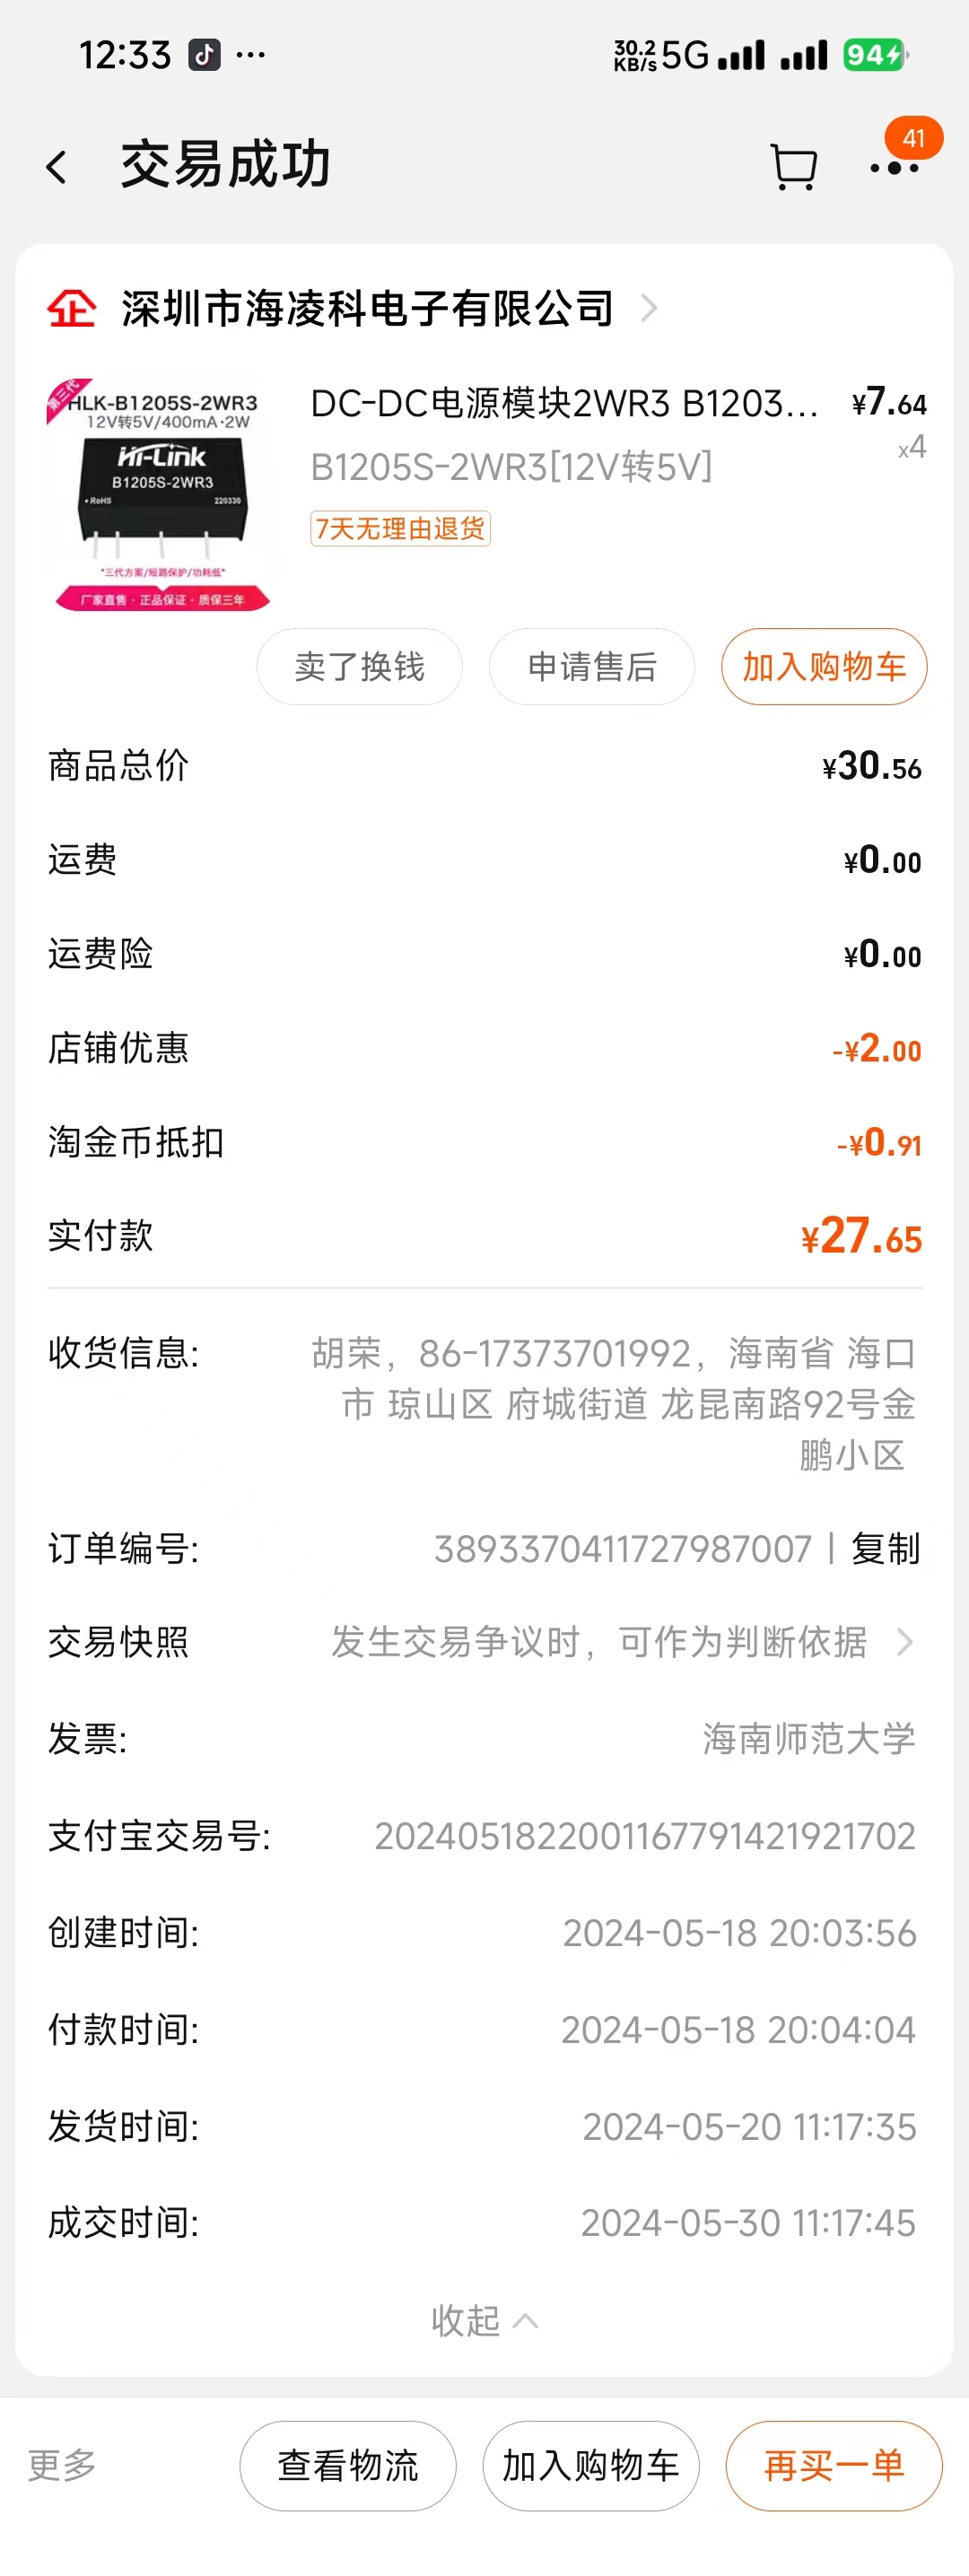 12:33 ...
30.2 KB/s 5G 94
交易成功
41
企 深圳市海凌科电子有限公司
第三代
HLK-B1205S-2WR3
12V转5V/400mA·2W
Hi-Link
B1205S-2WR3
• RoHS 220330
*三代方案/短路保护/功耗低*
厂家直售 · 正品保证 · 质保三年
DC-DC电源模块2WR3 B1203... ¥7.64
B1205S-2WR3[12V转5V] x4
7天无理由退货
卖了换钱 申请售后 加入购物车
商品总价 ¥30.56
运费 ¥0.00
运费险 ¥0.00
店铺优惠 -¥2.00
淘金币抵扣 -¥0.91
实付款 ¥27.65
收货信息: 胡荣，86-17373701992，海南省 海口
市 琼山区 府城街道 龙昆南路92号金
鹏小区
订单编号: 3893370411727987007 | 复制
交易快照 发生交易争议时，可作为判断依据
发票: 海南师范大学
支付宝交易号: 2024051822001167791421921702
创建时间: 2024-05-18 20:03:56
付款时间: 2024-05-18 20:04:04
发货时间: 2024-05-20 11:17:35
成交时间: 2024-05-30 11:17:45
收起
更多 查看物流 加入购物车 再买一单